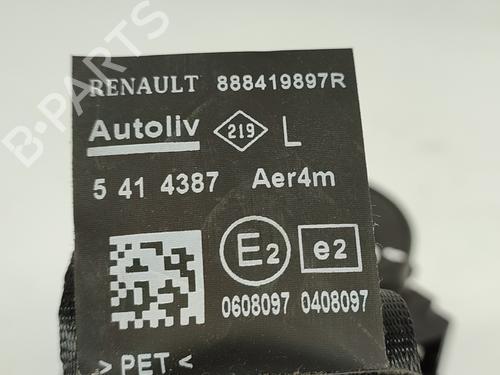 RENAULT 888419897R
Autoliv 219 L
5 41 4387 Aer4m
E2 e2
0608097 0408097
> PET <
B-PARTS